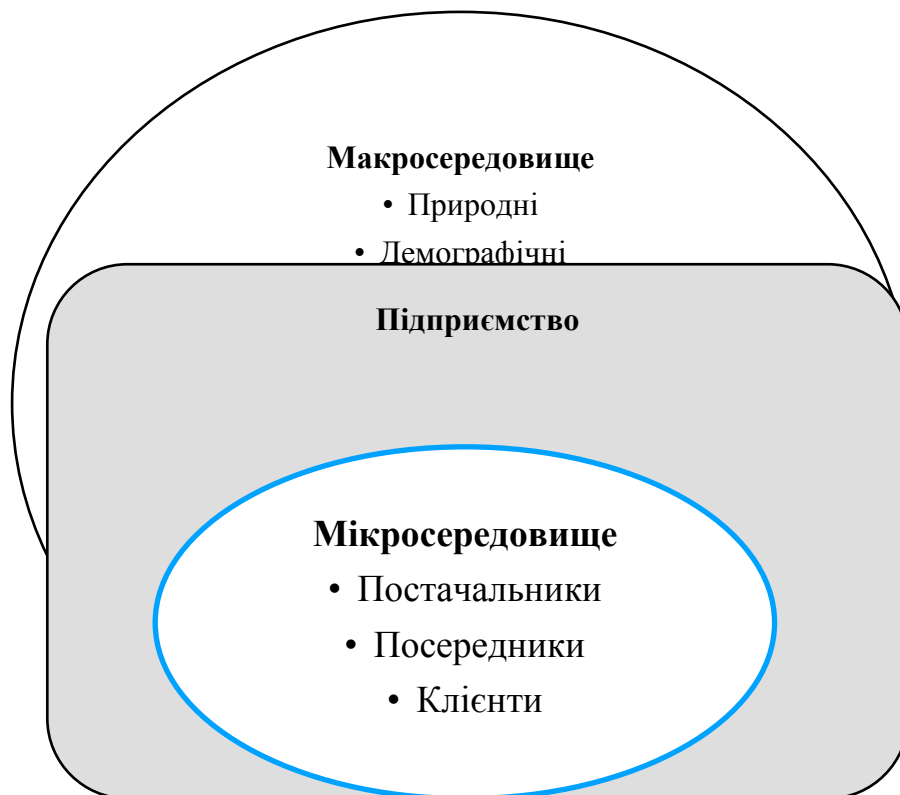 Макросередовище
• Природні
• Демографічні
Підприємство
Мікросередовище
• Постачальники
• Посередники
• Клієнти